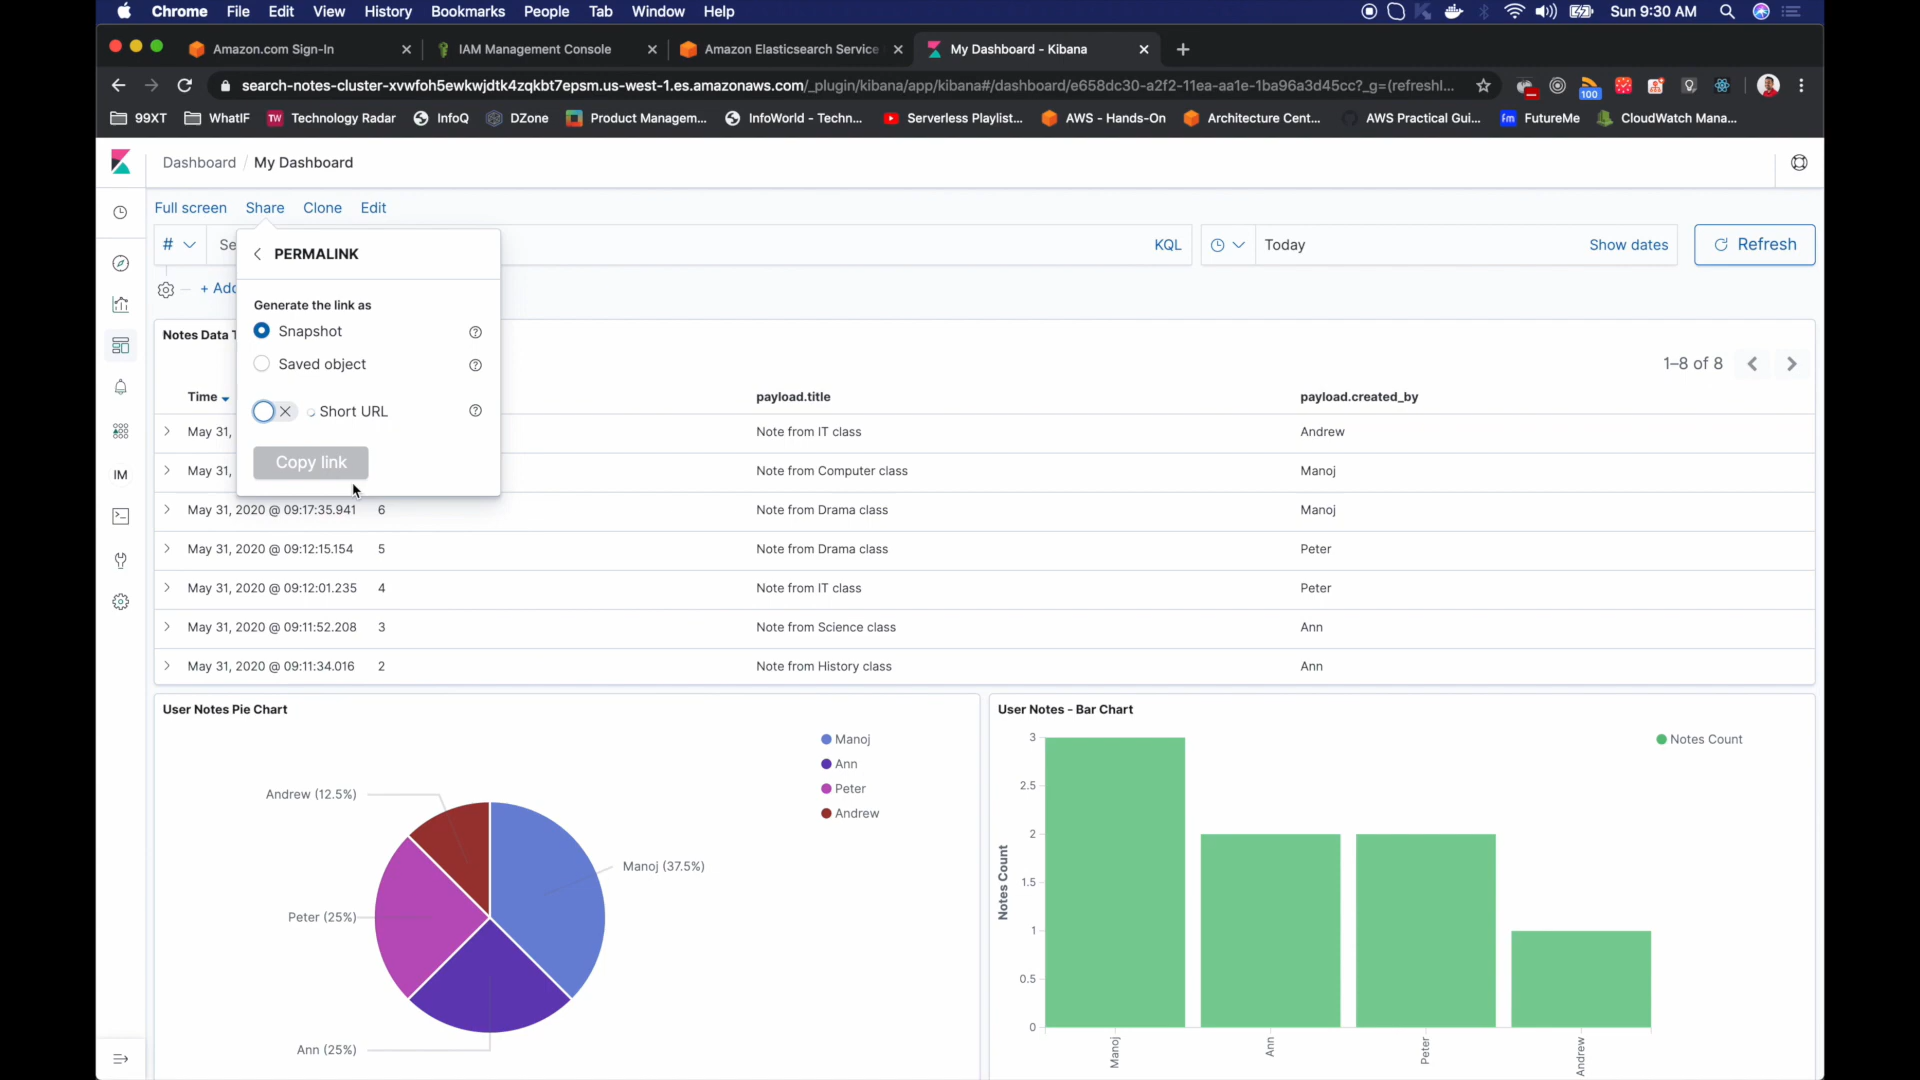 Chrome File Edit View History Bookmarks People Tab Window Help Sun 9:30 AM
Amazon.com Sign-In IAM Management Console Amazon Elasticsearch Service My Dashboard - Kibana
search-notes-cluster-xvwfoh5ewkwjdtk4zqkbt7epsm.us-west-1.es.amazonaws.com/_plugin/kibana/app/kibana#/dashboard/e658dc30-a2f2-11ea-aa1e-1ba96a3d45cc?_g=(refreshI... 100
99XT WhatIF TW Technology Radar InfoQ DZone Product Managem... InfoWorld - Techn... Serverless Playlist... AWS - Hands-On Architecture Cent... AWS Practical Gui... fm FutureMe CloudWatch Mana...
Dashboard / My Dashboard
Full screen Share Clone Edit
# Se KQL Today Show dates Refresh
PERMALINK
+ Add
Generate the link as
Snapshot
Saved object
Short URL
Copy link
Notes Data T
1–8 of 8
Time payload.title payload.created_by
May 31, Note from IT class Andrew
May 31, Note from Computer class Manoj
May 31, 2020 @ 09:17:35.941 6 Note from Drama class Manoj
May 31, 2020 @ 09:12:15.154 5 Note from Drama class Peter
May 31, 2020 @ 09:12:01.235 4 Note from IT class Peter
May 31, 2020 @ 09:11:52.208 3 Note from Science class Ann
May 31, 2020 @ 09:11:34.016 2 Note from History class Ann
IM
User Notes Pie Chart
Manoj
Ann
Peter
Andrew
Andrew (12.5%)
Manoj (37.5%)
Peter (25%)
Ann (25%)
User Notes - Bar Chart
Notes Count
3
2.5
2
1.5
1
0.5
0
Notes Count
Manoj
Ann
Peter
Andrew